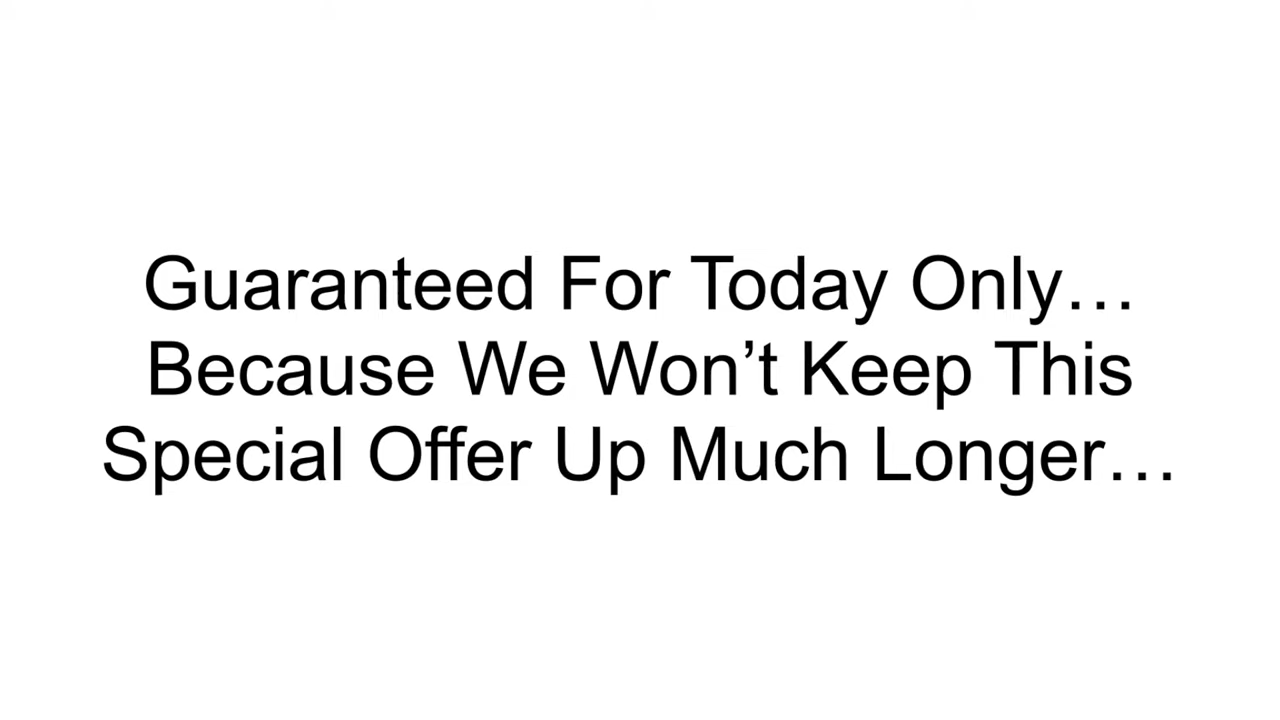 Guaranteed For Today Only…
Because We Won’t Keep This
Special Offer Up Much Longer…